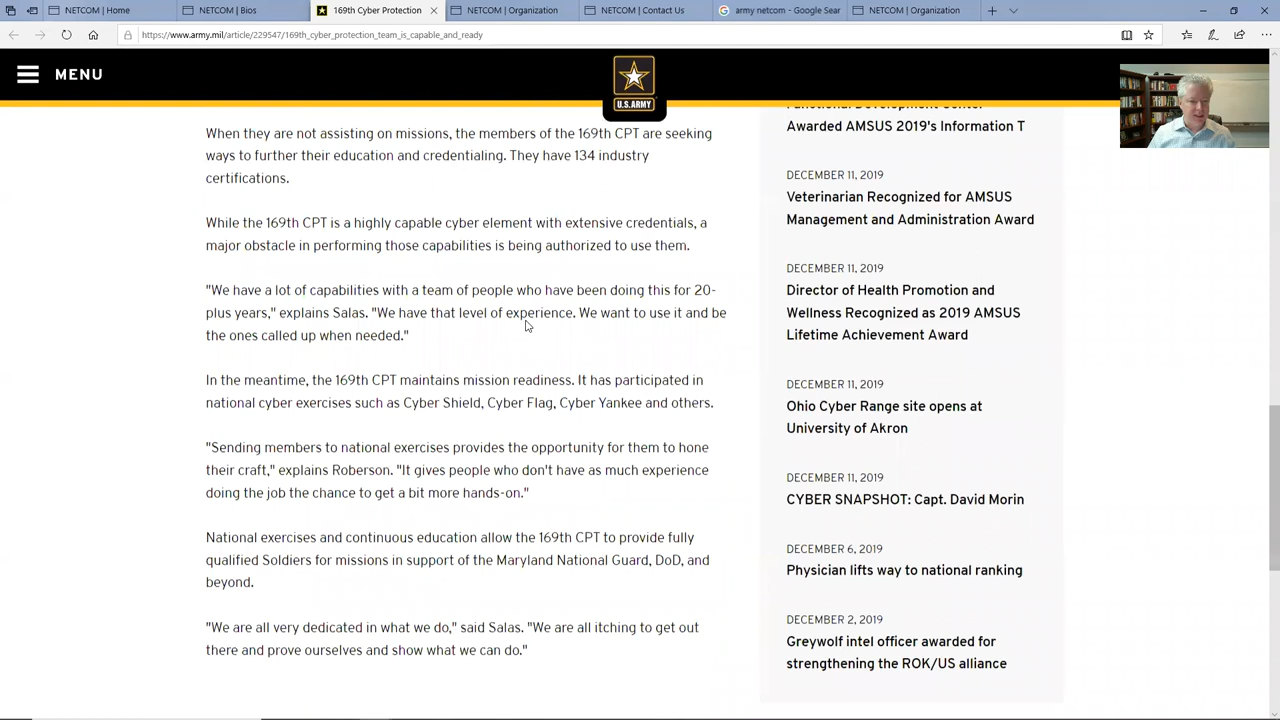 NETCOM | Home
NETCOM | Bios
169th Cyber Protection
NETCOM | Organization
NETCOM | Contact Us
army netcom - Google Sear
NETCOM | Organization
https://www.army.mil/article/229547/169th_cyber_protection_team_is_capable_and_ready
MENU
U.S.ARMY
When they are not assisting on missions, the members of the 169th CPT are seeking
ways to further their education and credentialing. They have 134 industry
certifications.
While the 169th CPT is a highly capable cyber element with extensive credentials, a
major obstacle in performing those capabilities is being authorized to use them.
"We have a lot of capabilities with a team of people who have been doing this for 20-
plus years," explains Salas. "We have that level of experience. We want to use it and be
the ones called up when needed."
In the meantime, the 169th CPT maintains mission readiness. It has participated in
national cyber exercises such as Cyber Shield, Cyber Flag, Cyber Yankee and others.
"Sending members to national exercises provides the opportunity for them to hone
their craft," explains Roberson. "It gives people who don't have as much experience
doing the job the chance to get a bit more hands-on."
National exercises and continuous education allow the 169th CPT to provide fully
qualified Soldiers for missions in support of the Maryland National Guard, DoD, and
beyond.
"We are all very dedicated in what we do," said Salas. "We are all itching to get out
there and prove ourselves and show what we can do."
Functional Development Center
Awarded AMSUS 2019's Information T
DECEMBER 11, 2019
Veterinarian Recognized for AMSUS
Management and Administration Award
DECEMBER 11, 2019
Director of Health Promotion and
Wellness Recognized as 2019 AMSUS
Lifetime Achievement Award
DECEMBER 11, 2019
Ohio Cyber Range site opens at
University of Akron
DECEMBER 11, 2019
CYBER SNAPSHOT: Capt. David Morin
DECEMBER 6, 2019
Physician lifts way to national ranking
DECEMBER 2, 2019
Greywolf intel officer awarded for
strengthening the ROK/US alliance